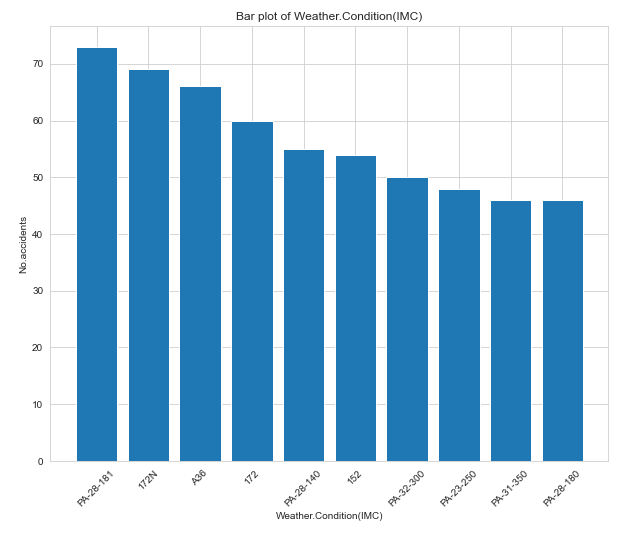 Bar plot of Weather.Condition(IMC)
No.accidents
70
60
50
40
30
20
10
0
PA-28-181
172N
A36
172
PA-28-140
152
PA-32-300
PA-23-250
PA-31-350
PA-28-180
Weather.Condition(IMC)